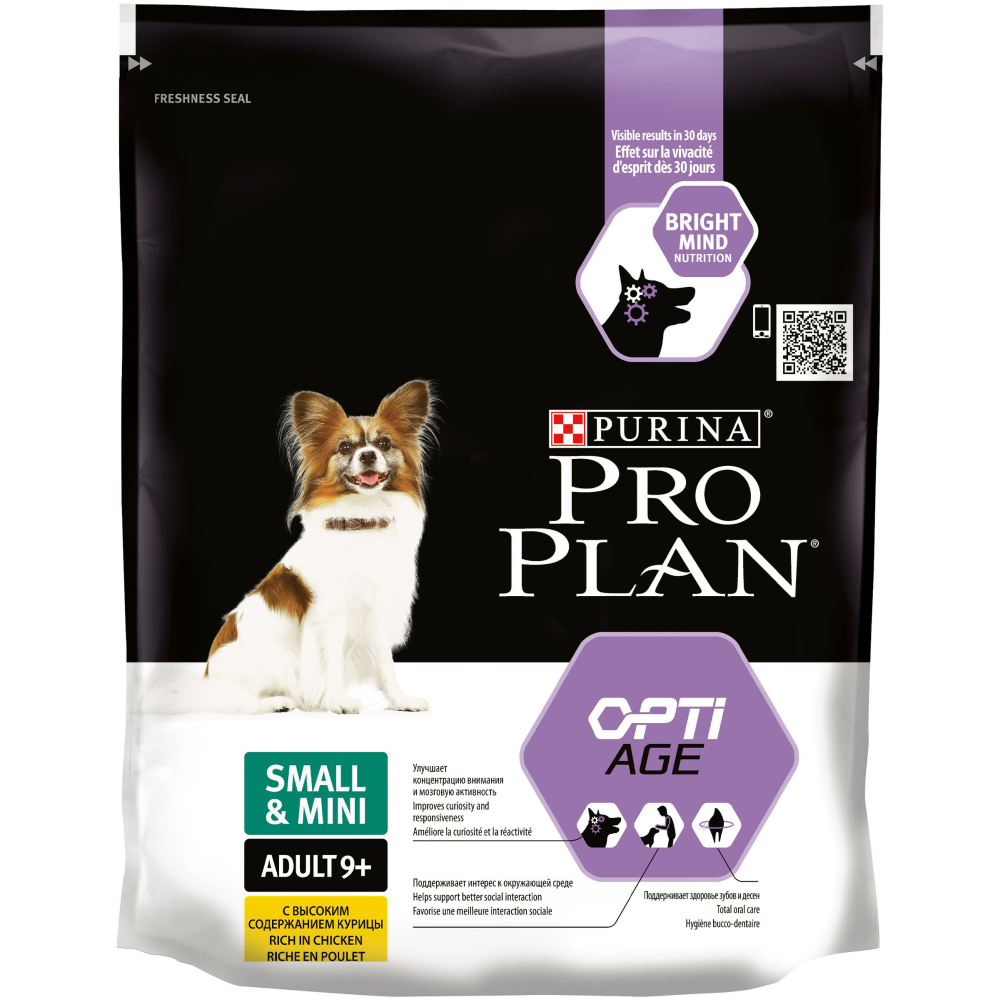 FRESHNESS SEAL
Visible results in 30 days
Effet sur la vivacité
d'esprit dès 30 jours
BRIGHT
MIND
NUTRITION
PURINA®
PRO
PLAN®
OPTI
AGE
SMALL
& MINI
ADULT 9+
С ВЫСОКИМ
СОДЕРЖАНИЕМ КУРИЦЫ
RICH IN CHICKEN
RICHE EN POULET
Улучшает
концентрацию внимания
и мозговую активность
Improves curiosity and
responsiveness
Améliore la curiosité et la réactivité
Поддерживает интерес к окружающей среде
Helps support better social interaction
Favorise une meilleure interaction sociale
Поддерживает здоровье зубов и десен
Total oral care
Hygiène bucco-dentaire